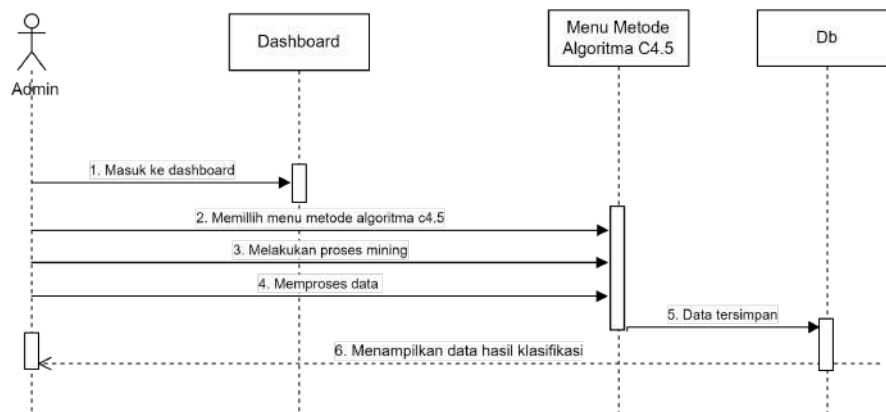 Dashboard
Menu Metode
Algoritma C4.5
Db
Admin
1. Masuk ke dashboard
2. Memillih menu metode algoritma c4.5
3. Melakukan proses mining
4. Memproses data
5. Data tersimpan
6. Menampilkan data hasil klasifikasi